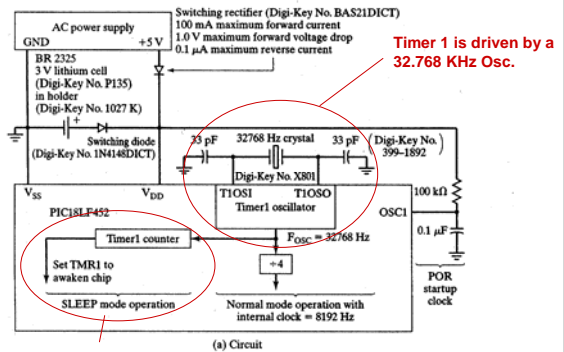 Switching rectifier (Digi-Key No. BAS21DICT)
100 mA maximum forward current
1.0 V maximum forward voltage drop
0.1 μA maximum reverse current
AC power supply
GND
+5 V
Timer 1 is driven by a
32.768 KHz Osc.
BR 2325
3 V lithium cell
(Digi-Key No. P135)
in holder
(Digi-Key No. 1027 K)
+
Switching diode
(Digi-Key No. 1N4148DICT)
33 pF
32768 Hz crystal
33 pF
(Digi-Key No.
399-1892)
Digi-Key No. X801
VSS
VDD
T1OSI
T1OSO
Timer1 oscillator
OSC1
100 kΩ
PIC18LF452
Timer1 counter
FOSC = 32768 Hz
0.1 μF
÷4
Set TMR1 to
awaken chip
POR
startup
clock
SLEEP mode operation
Normal mode operation with
internal clock = 8192 Hz
(a) Circuit